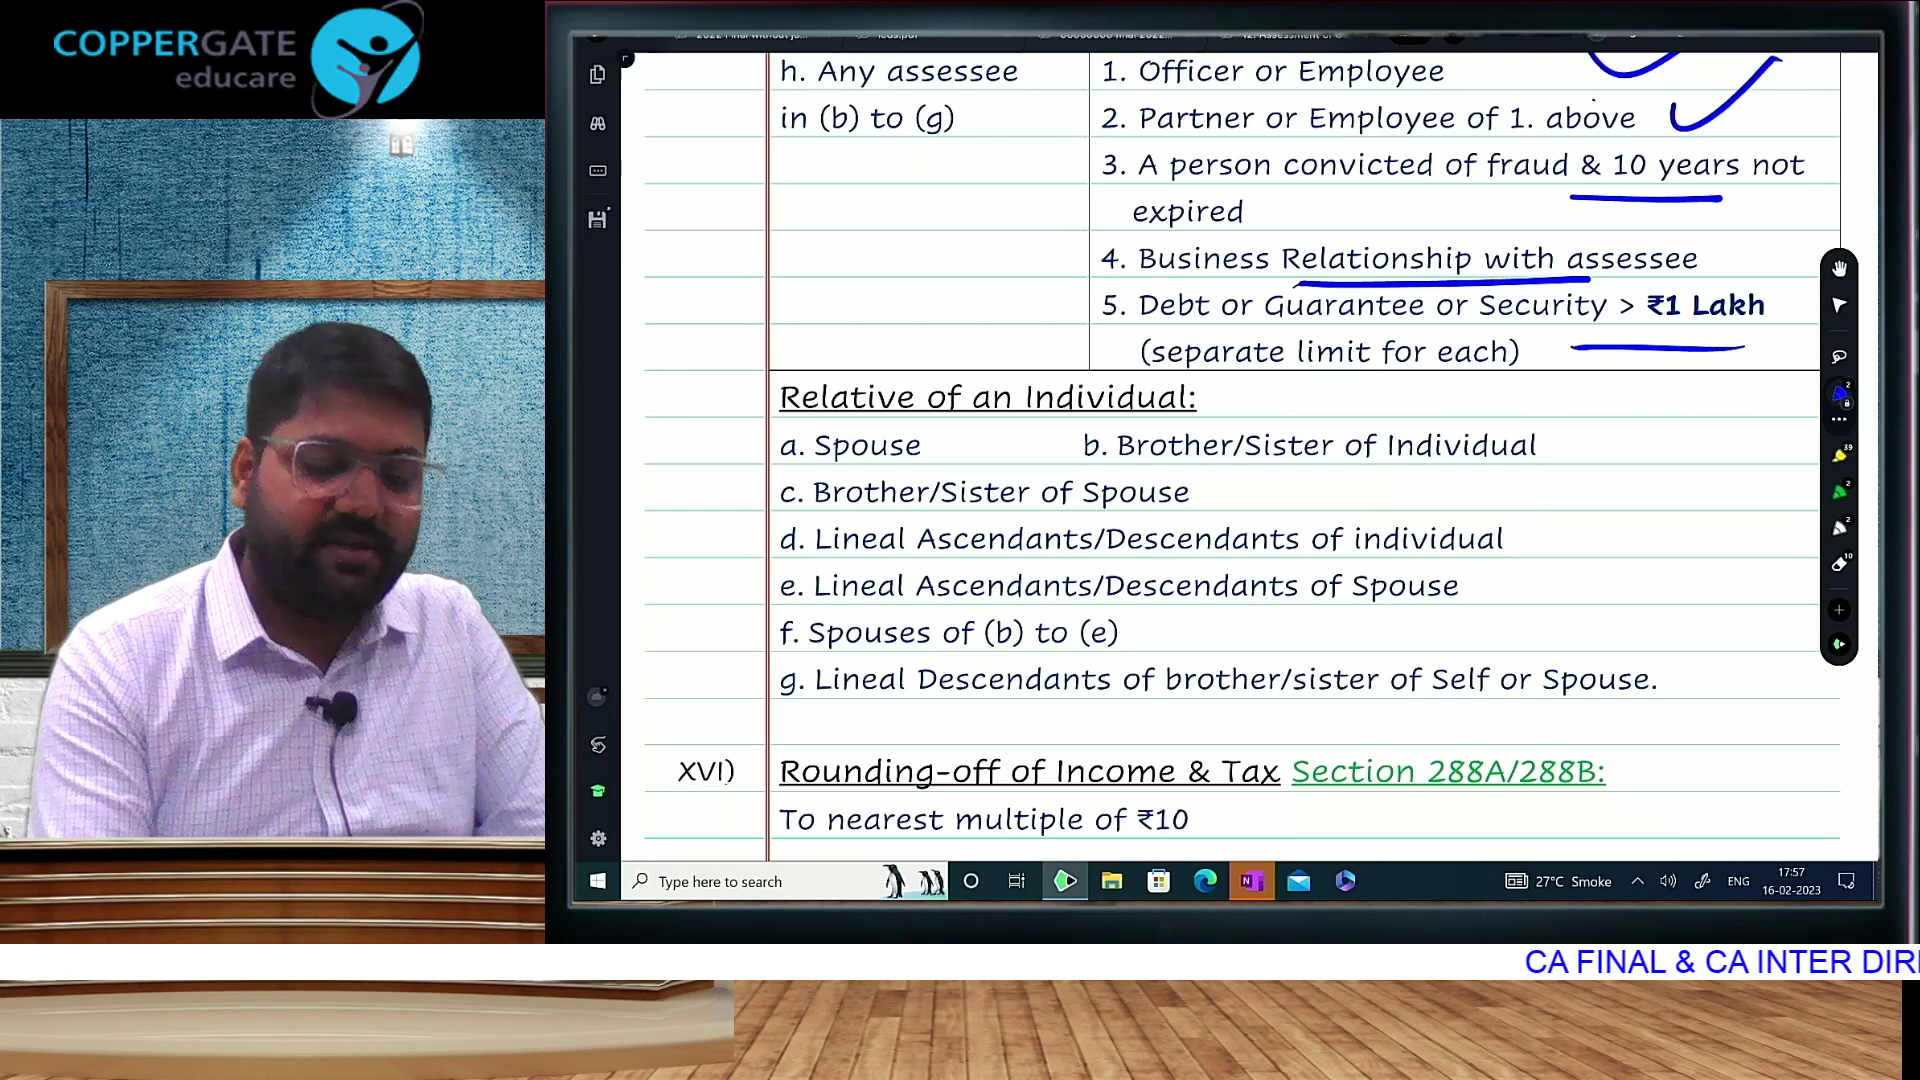 COPPERGATE
educare
h. Any assessee
in (b) to (g)
1. Officer or Employee
2. Partner or Employee of 1. above
3. A person convicted of fraud & 10 years not
expired
4. Business Relationship with assessee
5. Debt or Guarantee or Security > ₹1 Lakh
(separate limit for each)
Relative of an Individual:
a. Spouse
b. Brother/Sister of Individual
c. Brother/Sister of Spouse
d. Lineal Ascendants/Descendants of individual
e. Lineal Ascendants/Descendants of Spouse
f. Spouses of (b) to (e)
g. Lineal Descendants of brother/sister of Self or Spouse.
XVI) Rounding-off of Income & Tax Section 288A/288B:
To nearest multiple of ₹10
Type here to search
27°C Smoke
ENG
17:57
16-02-2023
CA FINAL & CA INTER